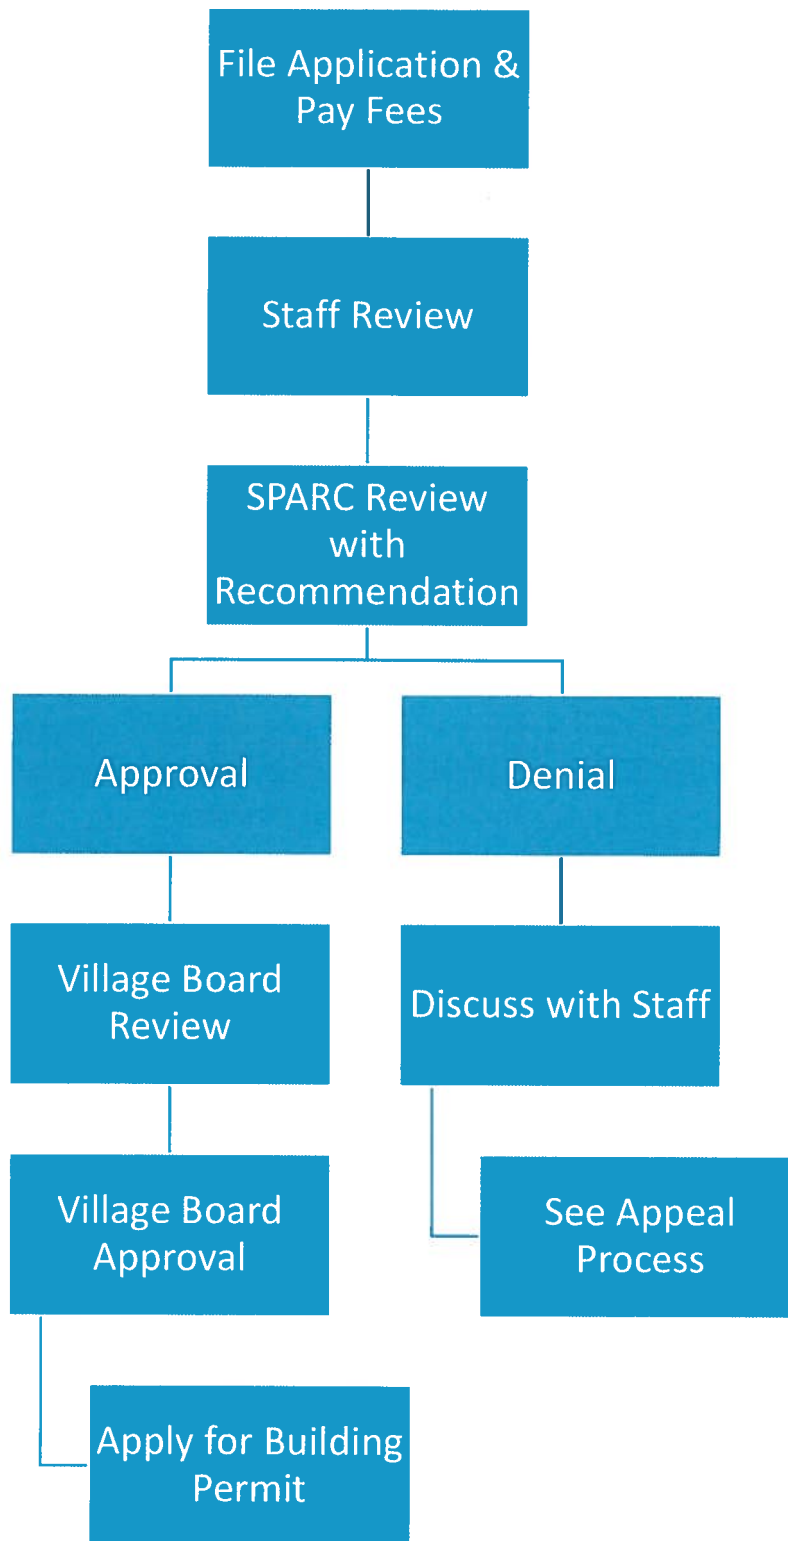 File Application &
Pay Fees
Staff Review
SPARC Review
with
Recommendation
Approval
Denial
Village Board
Review
Discuss with Staff
Village Board
Approval
See Appeal
Process
Apply for Building
Permit